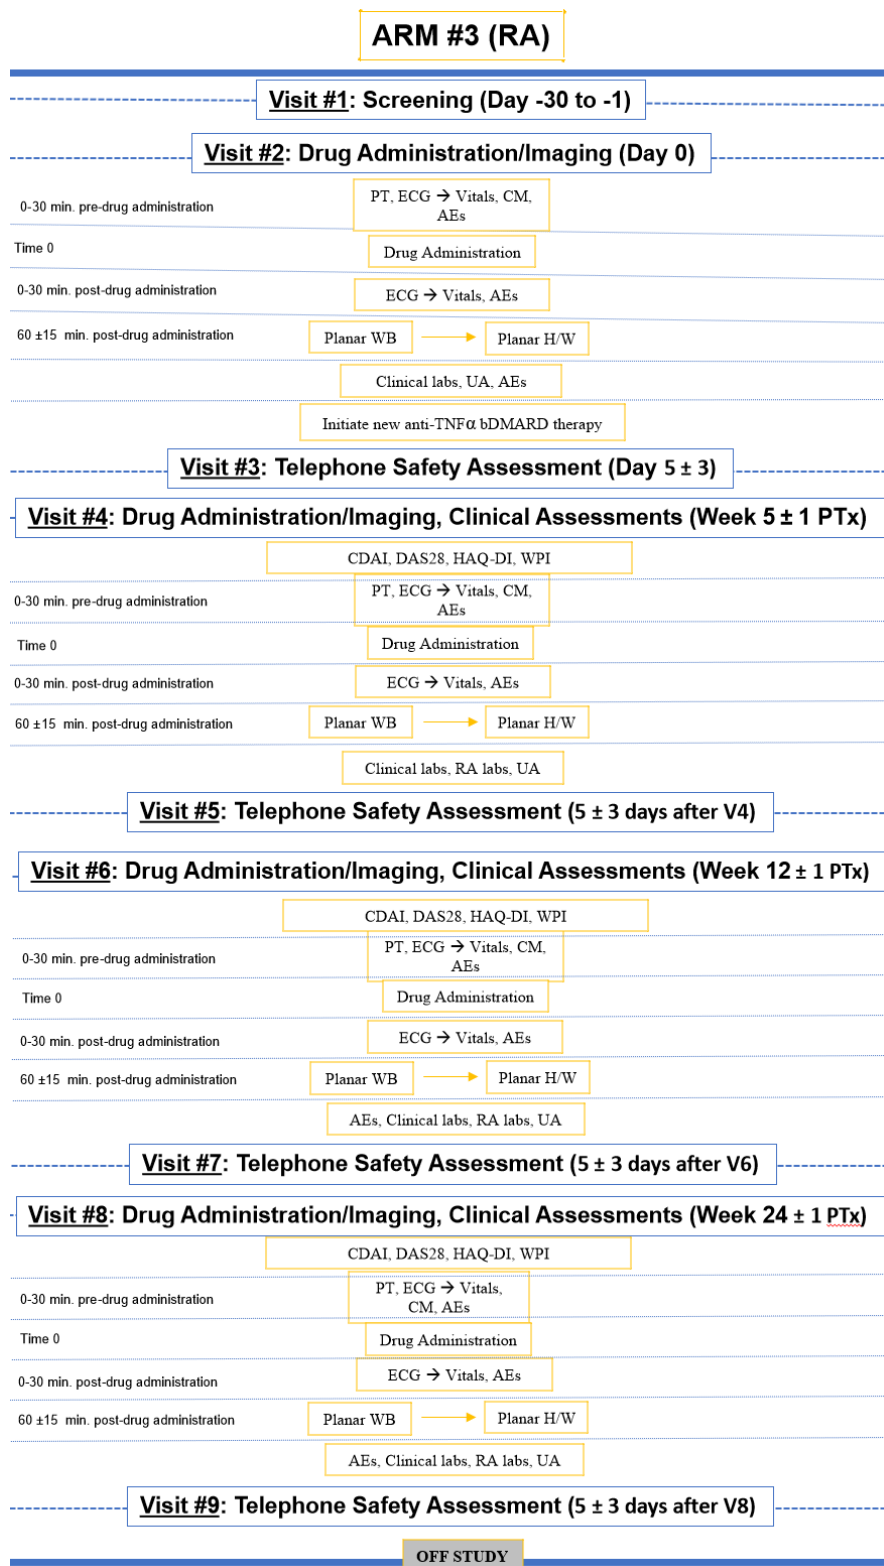 ARM #3 (RA)
Visit #1: Screening (Day -30 to -1)
Visit #2: Drug Administration/Imaging (Day 0)
0-30 min. pre-drug administration
PT, ECG → Vitals, CM,
AEs
Time 0
Drug Administration
0-30 min. post-drug administration
ECG → Vitals, AEs
60 ±15 min. post-drug administration
Planar WB
Planar H/W
Clinical labs, UA, AEs
Initiate new anti-TNFα bDMARD therapy
Visit #3: Telephone Safety Assessment (Day 5 ± 3)
Visit #4: Drug Administration/Imaging, Clinical Assessments (Week 5 ± 1 PTx)
CDAI, DAS28, HAQ-DI, WPI
0-30 min. pre-drug administration
PT, ECG → Vitals, CM,
AEs
Time 0
Drug Administration
0-30 min. post-drug administration
ECG → Vitals, AEs
60 ±15 min. post-drug administration
Planar WB
Planar H/W
Clinical labs, RA labs, UA
Visit #5: Telephone Safety Assessment (5 ± 3 days after V4)
Visit #6: Drug Administration/Imaging, Clinical Assessments (Week 12 ± 1 PTx)
CDAI, DAS28, HAQ-DI, WPI
0-30 min. pre-drug administration
PT, ECG → Vitals, CM,
AEs
Time 0
Drug Administration
0-30 min. post-drug administration
ECG → Vitals, AEs
60 ±15 min. post-drug administration
Planar WB
Planar H/W
AEs, Clinical labs, RA labs, UA
Visit #7: Telephone Safety Assessment (5 ± 3 days after V6)
Visit #8: Drug Administration/Imaging, Clinical Assessments (Week 24 ± 1 PTx)
CDAI, DAS28, HAQ-DI, WPI
0-30 min. pre-drug administration
PT, ECG → Vitals,
CM, AEs
Time 0
Drug Administration
0-30 min. post-drug administration
ECG → Vitals, AEs
60 ±15 min. post-drug administration
Planar WB
Planar H/W
AEs, Clinical labs, RA labs, UA
Visit #9: Telephone Safety Assessment (5 ± 3 days after V8)
OFF STUDY